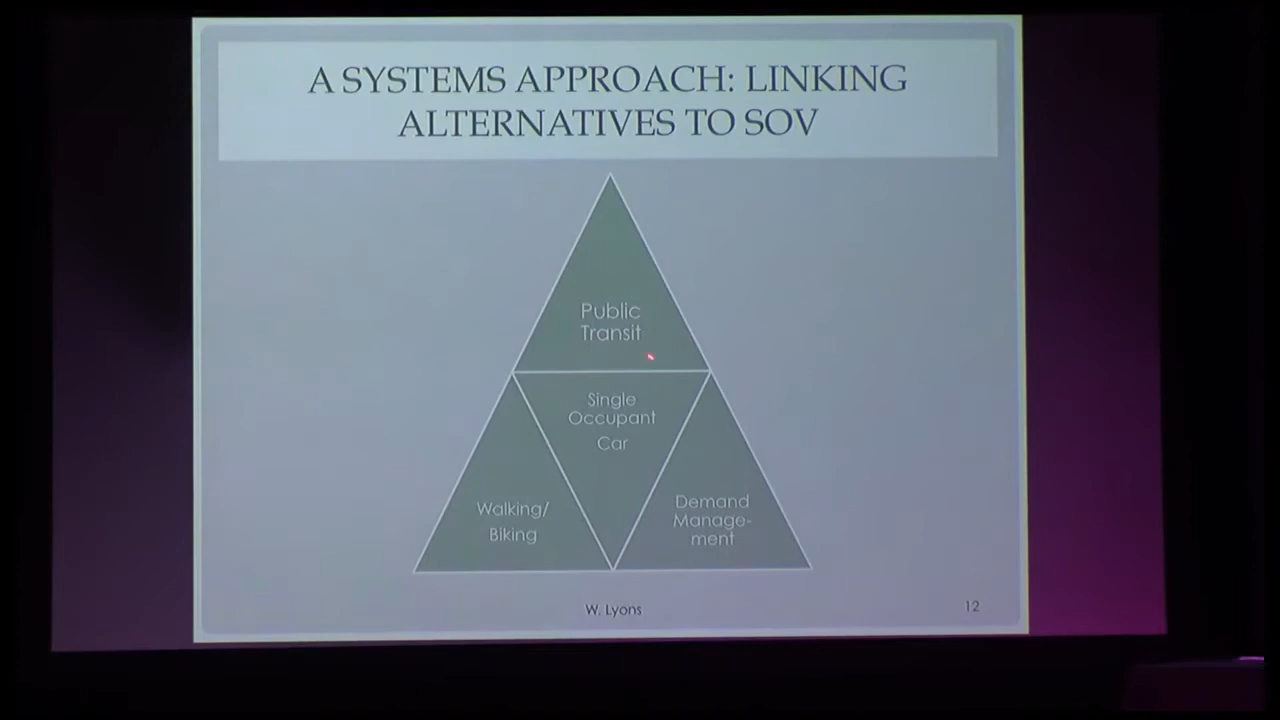 A SYSTEMS APPROACH: LINKING
ALTERNATIVES TO SOV
Public
Transit
Single
Occupant
Car
Walking/
Biking
Demand
Manage-
ment
W. Lyons
12